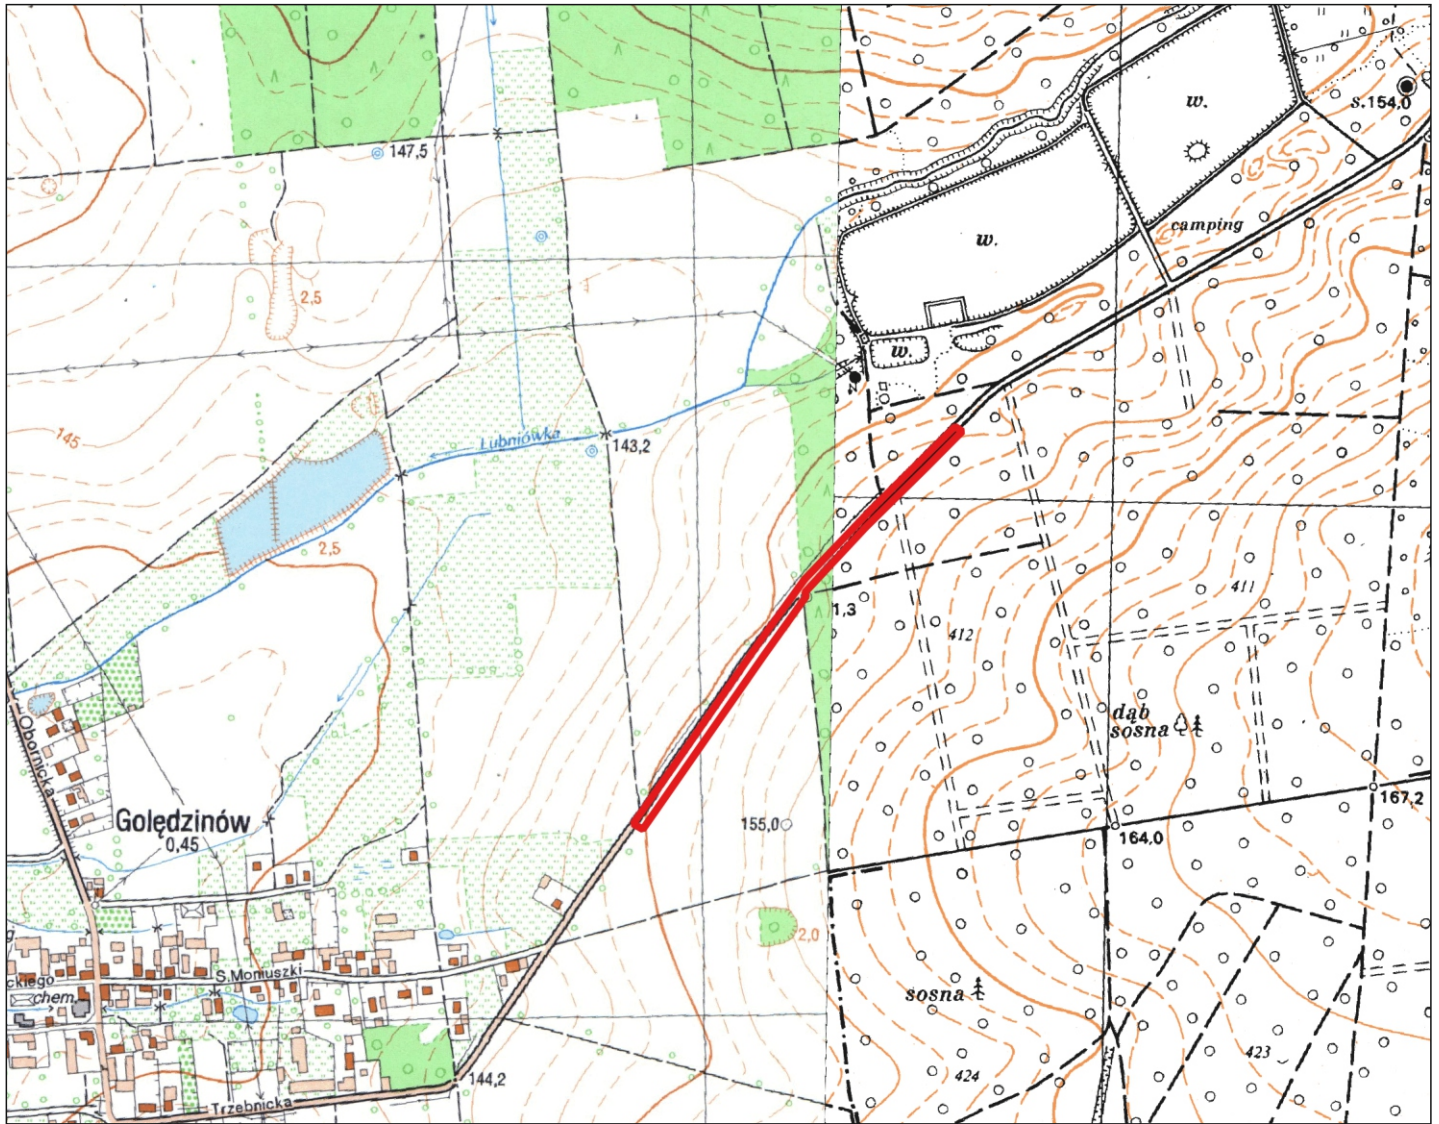 147,5
w.
S.154.0
camping
w.
2,5
w.
145
Lubniówka
143,2
2,5
1,3
412
411
dąb
sosna
Obornicka
167,2
Golędzinów
0,45
155,0
164,0
2,0
S.Moniuszki
ckiego
chem.
sosna
144,2
424
423
Trzebnicka